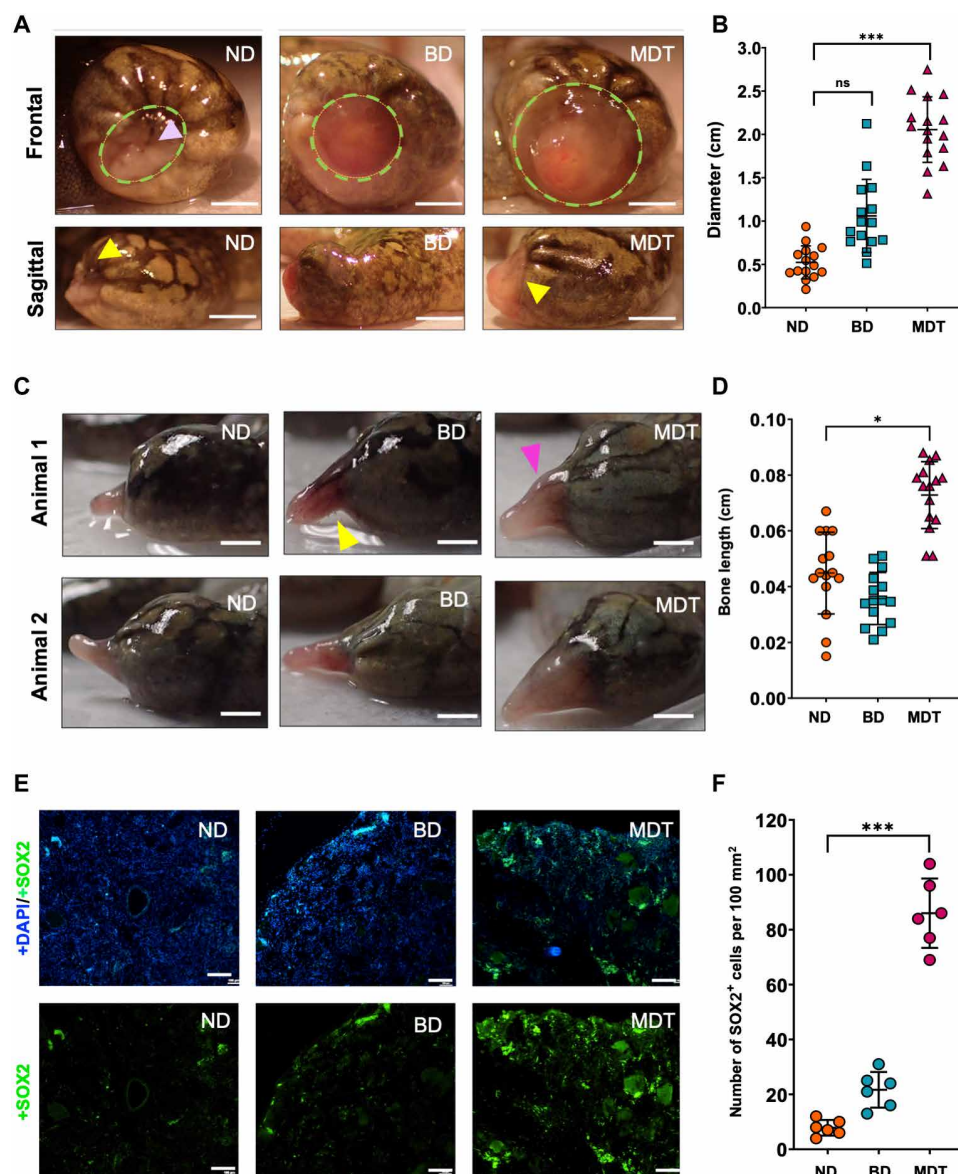 A
ND
BD
MDT
Frontal
ND
BD
MDT
Sagittal
B
***
ns
3.0
2.5
2.0
1.5
1.0
0.5
0.0
Diameter (cm)
ND
BD
MDT
C
ND
BD
MDT
Animal 1
ND
BD
MDT
Animal 2
D
*
0.10
0.08
0.06
0.04
0.02
0.00
Bone length (cm)
ND
BD
MDT
E
ND
BD
MDT
+DAPI/+SOX2
ND
BD
MDT
+SOX2
F
***
120
100
80
60
40
20
0
Number of SOX2⁺ cells per 100 mm²
ND
BD
MDT